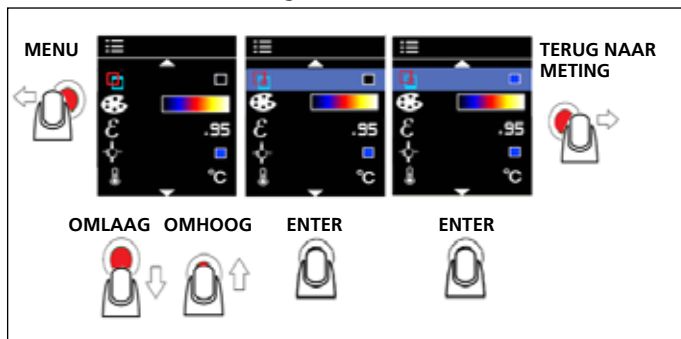 MENU
TERUG NAAR
METING
ε .95 ε .95 ε .95
°C °C °C
OMLAAG OMHOOG ENTER ENTER